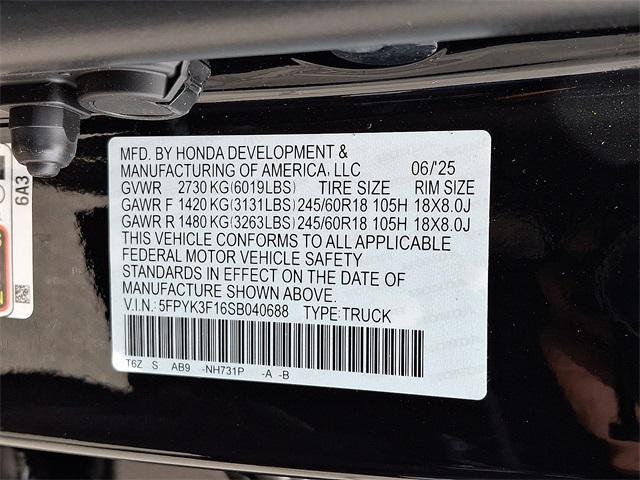 MFD. BY HONDA DEVELOPMENT &
MANUFACTURING OF AMERICA, LLC 06/'25
GVWR 2730 KG(6019LBS) TIRE SIZE RIM SIZE
GAWR F 1420 KG(3131LBS) 245/60R18 105H 18X8.0J
GAWR R 1480 KG(3263LBS) 245/60R18 105H 18X8.0J
THIS VEHICLE CONFORMS TO ALL APPLICABLE
FEDERAL MOTOR VEHICLE SAFETY
STANDARDS IN EFFECT ON THE DATE OF
MANUFACTURE SHOWN ABOVE.
V.I.N.: 5FPYK3F16SB040688 TYPE:TRUCK
T6Z S AB9 -NH731P -A -B
6A3